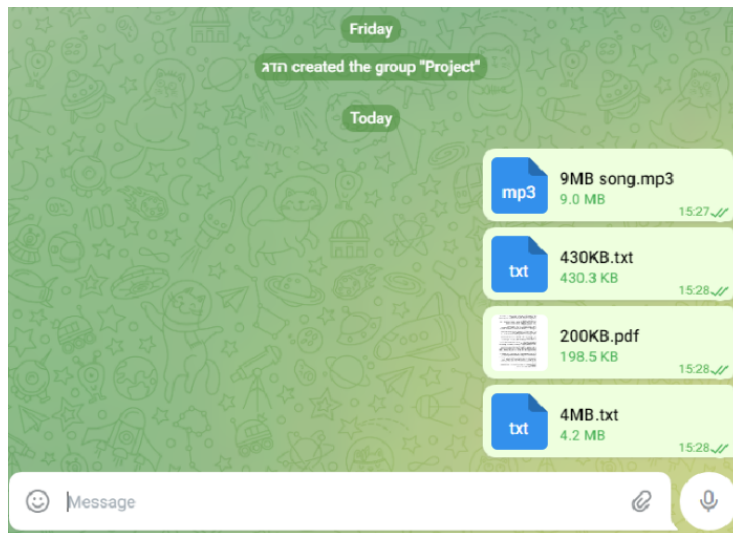 Friday
הדג created the group "Project"
Today
mp3
9MB song.mp3
9.0 MB
15:27
txt
430KB.txt
430.3 KB
15:28
200KB.pdf
198.5 KB
15:28
txt
4MB.txt
4.2 MB
15:28
Message